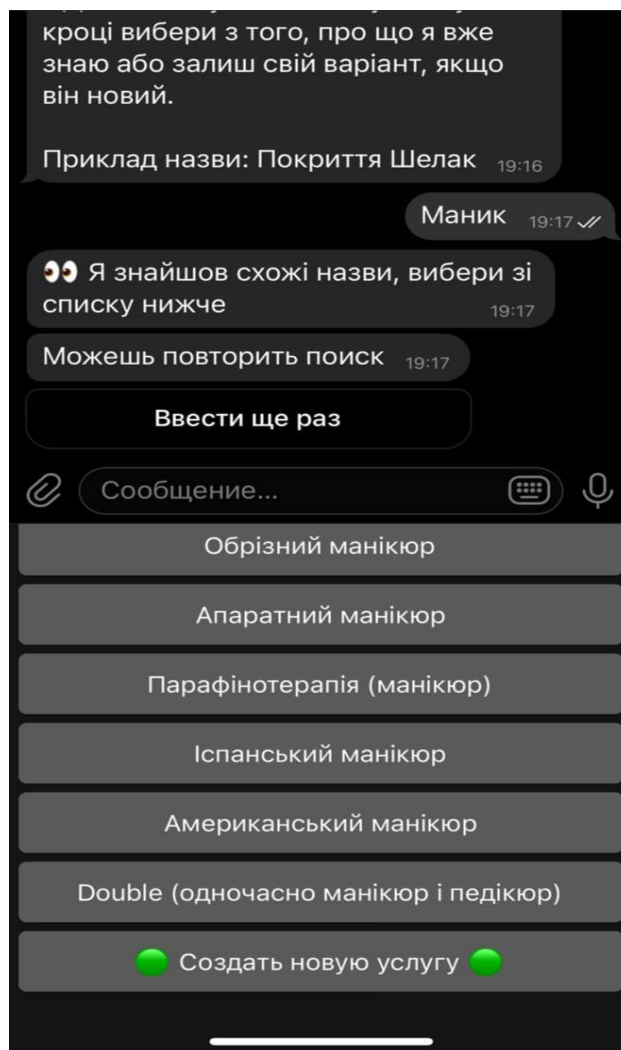 кроці вибери з того, про що я вже
знаю або залиш свій варіант, якщо
він новий.
Приклад назви: Покриття Шелак 19:16
Маник 19:17
👀 Я знайшов схожі назви, вибери зі
списку нижче 19:17
Можешь повторить поиск 19:17
Ввести ще раз
Сообщение...
Обрізний манікюр
Апаратний манікюр
Парафінотерапія (манікюр)
Іспанський манікюр
Американський манікюр
Double (одночасно манікюр і педікюр)
🟢 Создать новую услугу 🟢